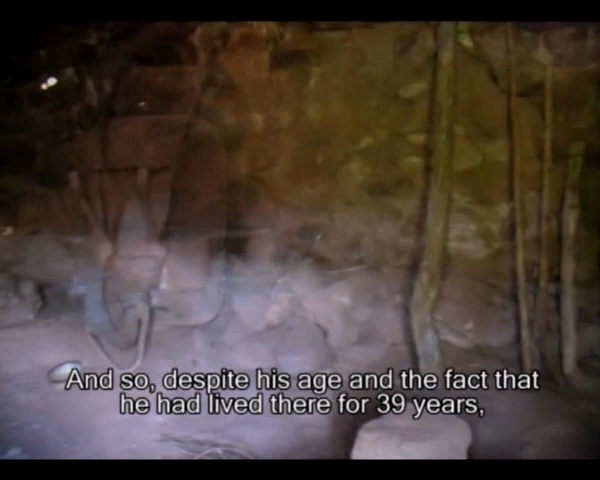 And so, despite his age and the fact that
he had lived there for 39 years,